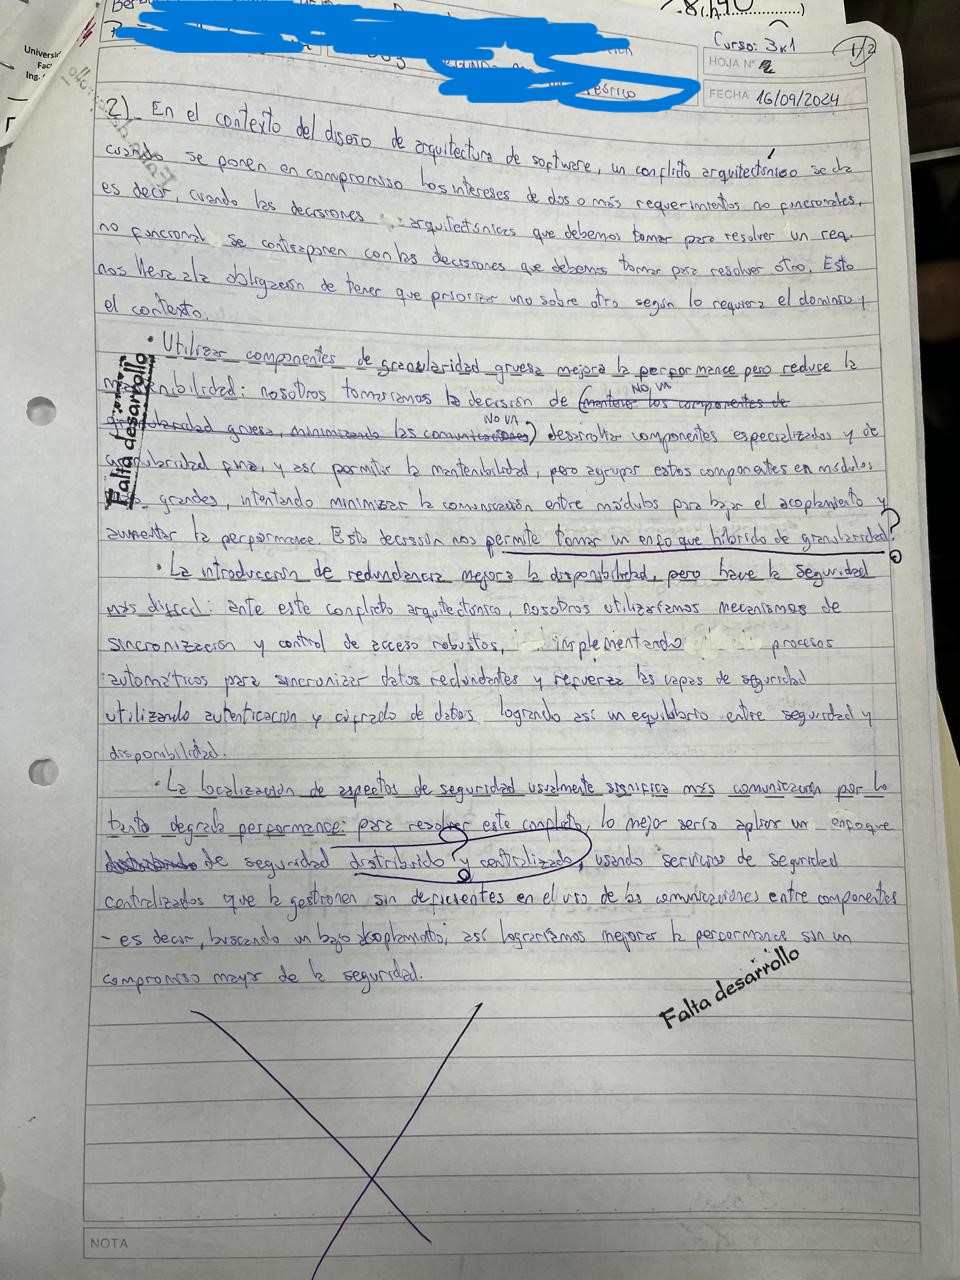 8.(h40............)
Universi
Fac
Ing.
Curso: 3K1
1/2
HOJA N° 2
Teórico
FECHA 16/09/2024
2) En el contexto del diseño de arquitectura de software, un conflicto arquitectónico se da
cuando se ponen en compromiso los intereses de dos o más requerimientos no funcionales,
es decir, cuando las decisiones arquitectónicas que debemos tomar para resolver un req.
no funcional se contraponen con las decisiones que debemos tomar para resolver otro. Esto
nos lleva a la obligación de tener que priorizar uno sobre otro según lo requiera el dominio y
el contexto.
• Utilizar componentes de granularidad gruesa mejora la performance pero reduce la
mantenibilidad: nosotros tomaríamos la decisión de (mantener los componentes de
NO VA
granularidad gruesa, minimizando las comunicaciones) desarrollar componentes especializados y de
NO VA
granularidad fina, y así permitir la mantenibilidad, pero agrupar estos componentes en módulos
grandes, intentando minimizar la comunicación entre módulos para bajar el acoplamiento y
aumentar la performance. Esta decisión nos permite tomar un enfoque híbrido de granularidad. ?
Falta desarrollo
• La introducción de redundancia mejora la disponibilidad, pero hace la seguridad
más difícil: ante este conflicto arquitectónico, nosotros utilizaríamos mecanismos de
sincronización y control de acceso robustos, implementando procesos
automáticos para sincronizar datos redundantes y refuerza las capas de seguridad
utilizando autenticación y cifrado de datos logrando así un equilibrio entre seguridad y
disponibilidad.
• La localización de aspectos de seguridad usualmente significa más comunicación por lo
tanto degrada performance: para resolver este conflicto, lo mejor sería aplicar un enfoque
de seguridad distribuido y centralizado, usando servicios de seguridad
?
centralizados que la gestionen sin deficientes en el uso de las comunicaciones entre componentes
- es decir, buscando un bajo acoplamiento; así lograríamos mejorar la performance sin un
compromiso mayor de la seguridad.
Falta desarrollo
NOTA